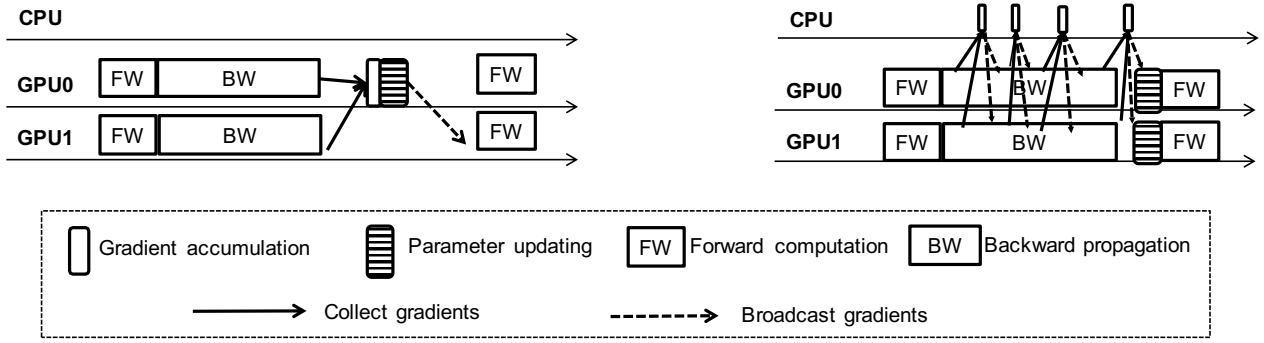 CPU
GPU0
FW
BW
FW
GPU1
FW
BW
FW
CPU
GPU0
FW
BW
FW
GPU1
FW
BW
FW
Gradient accumulation
Parameter updating
FW
Forward computation
BW
Backward propagation
Collect gradients
Broadcast gradients